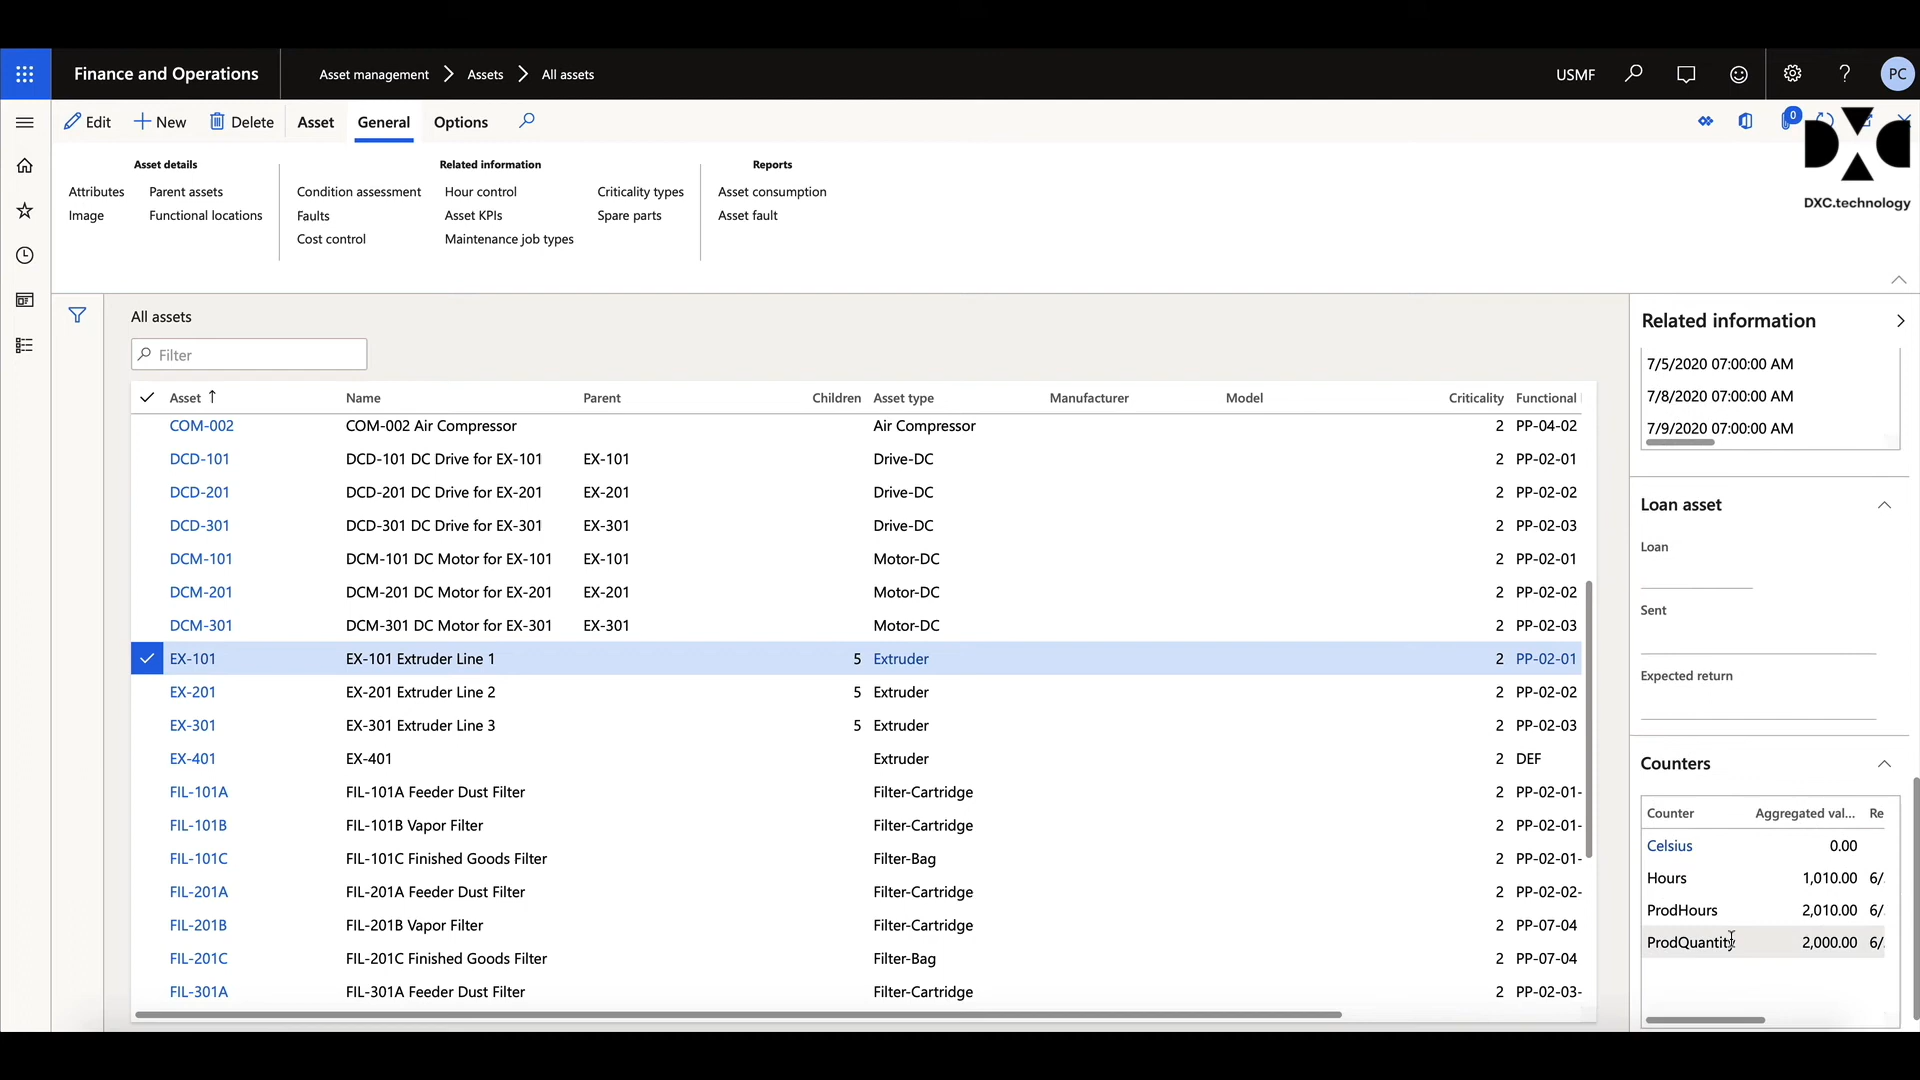 Finance and Operations
Asset management > Assets > All assets
USMF
PC
Edit
New
Delete
Asset
General
Options
0
DXC.technology
Asset details
Attributes
Parent assets
Image
Functional locations
Related information
Condition assessment
Hour control
Criticality types
Faults
Asset KPIs
Spare parts
Cost control
Maintenance job types
Reports
Asset consumption
Asset fault
All assets
Filter
Asset Name Parent Children Asset type Manufacturer Model Criticality Functional
COM-002 COM-002 Air Compressor Air Compressor 2 PP-04-02
DCD-101 DCD-101 DC Drive for EX-101 EX-101 Drive-DC 2 PP-02-01
DCD-201 DCD-201 DC Drive for EX-201 EX-201 Drive-DC 2 PP-02-02
DCD-301 DCD-301 DC Drive for EX-301 EX-301 Drive-DC 2 PP-02-03
DCM-101 DCM-101 DC Motor for EX-101 EX-101 Motor-DC 2 PP-02-01
DCM-201 DCM-201 DC Motor for EX-201 EX-201 Motor-DC 2 PP-02-02
DCM-301 DCM-301 DC Motor for EX-301 EX-301 Motor-DC 2 PP-02-03
EX-101 EX-101 Extruder Line 1 5 Extruder 2 PP-02-01
EX-201 EX-201 Extruder Line 2 5 Extruder 2 PP-02-02
EX-301 EX-301 Extruder Line 3 5 Extruder 2 PP-02-03
EX-401 EX-401 Extruder 2 DEF
FIL-101A FIL-101A Feeder Dust Filter Filter-Cartridge 2 PP-02-01-
FIL-101B FIL-101B Vapor Filter Filter-Cartridge 2 PP-02-01-
FIL-101C FIL-101C Finished Goods Filter Filter-Bag 2 PP-02-01-
FIL-201A FIL-201A Feeder Dust Filter Filter-Cartridge 2 PP-02-02-
FIL-201B FIL-201B Vapor Filter Filter-Cartridge 2 PP-07-04
FIL-201C FIL-201C Finished Goods Filter Filter-Bag 2 PP-07-04
FIL-301A FIL-301A Feeder Dust Filter Filter-Cartridge 2 PP-02-03-
Related information
7/5/2020 07:00:00 AM
7/8/2020 07:00:00 AM
7/9/2020 07:00:00 AM
Loan asset
Loan
Sent
Expected return
Counters
Counter Aggregated val... Re
Celsius 0.00
Hours 1,010.00 6/
ProdHours 2,010.00 6/
ProdQuantity 2,000.00 6/